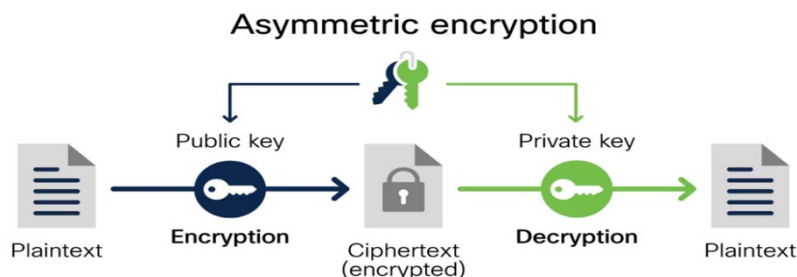 Asymmetric encryption
Public key
Private key
Plaintext
Encryption
Ciphertext
(encrypted)
Decryption
Plaintext